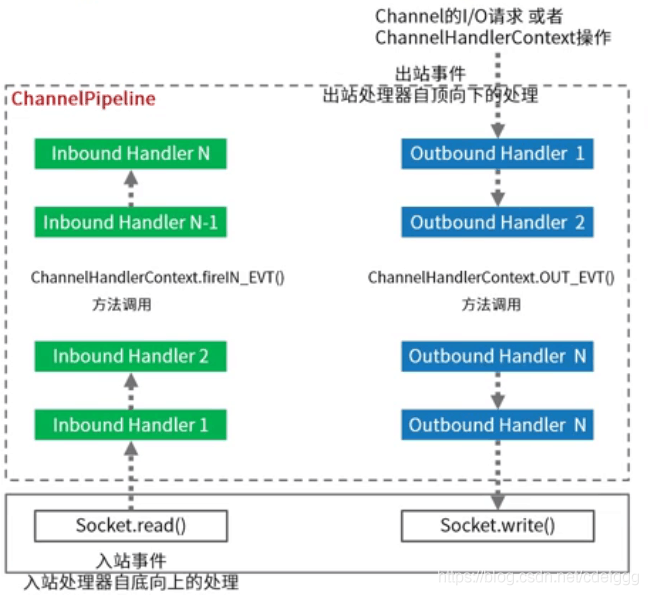 Channel的I/O请求 或者
ChannelHandlerContext操作
出站事件
出站处理器自顶向下的处理
ChannelPipeline
Inbound Handler N
Outbound Handler 1
Inbound Handler N-1
Outbound Handler 2
ChannelHandlerContext.fireIN_EVT()
方法调用
ChannelHandlerContext.OUT_EVT()
方法调用
Inbound Handler 2
Outbound Handler N
Inbound Handler 1
Outbound Handler N
Socket.read()
Socket.write()
入站事件
入站处理器自底向上的处理
https://blog.csdn.net/cdefggg